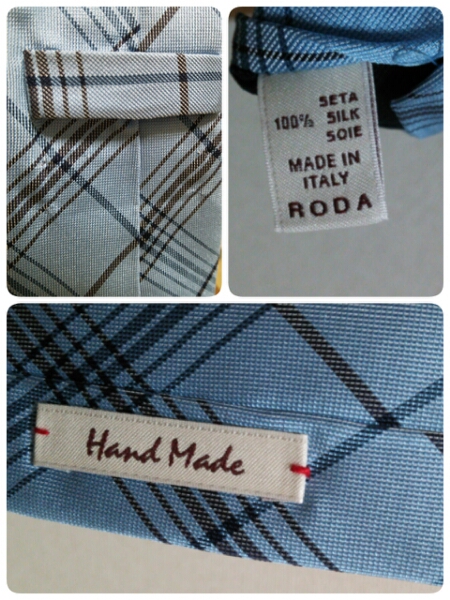 100% SETA
SILK
SOIE
MADE IN
ITALY
RODA
Hand Made